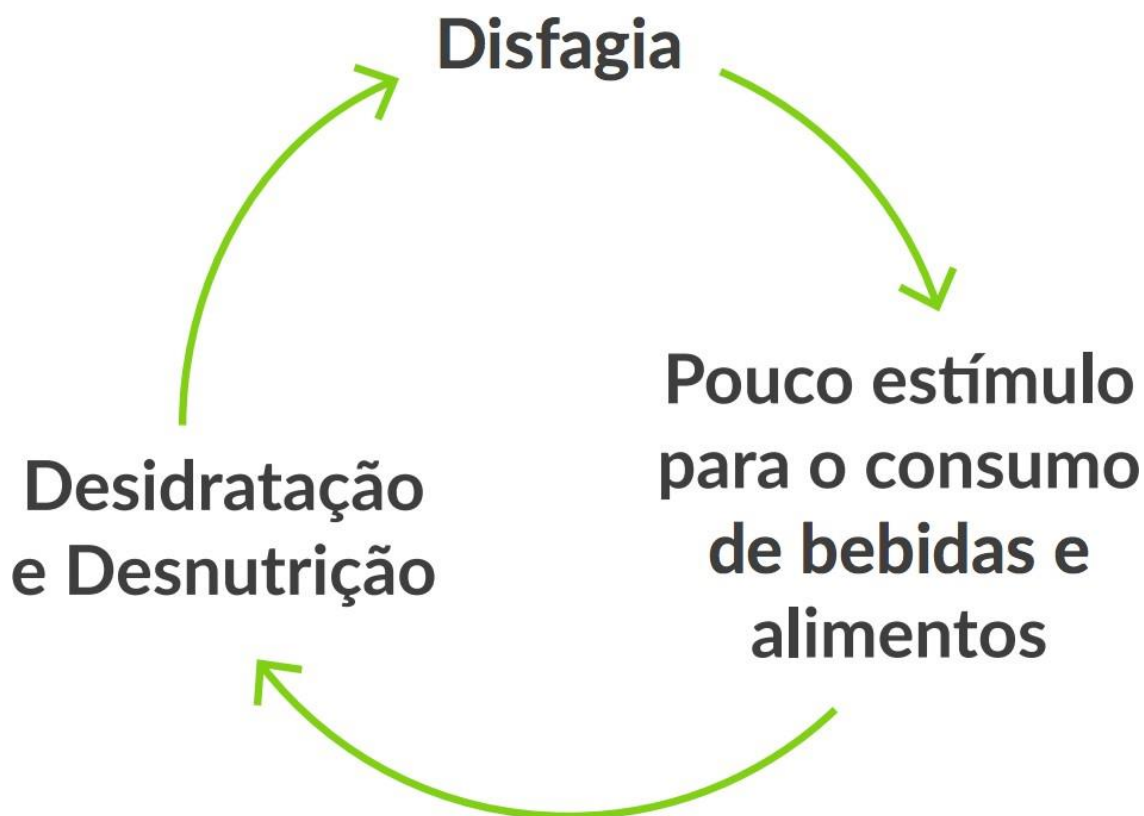 Disfagia
Pouco estímulo
para o consumo
de bebidas e
alimentos
Desidratação
e Desnutrição